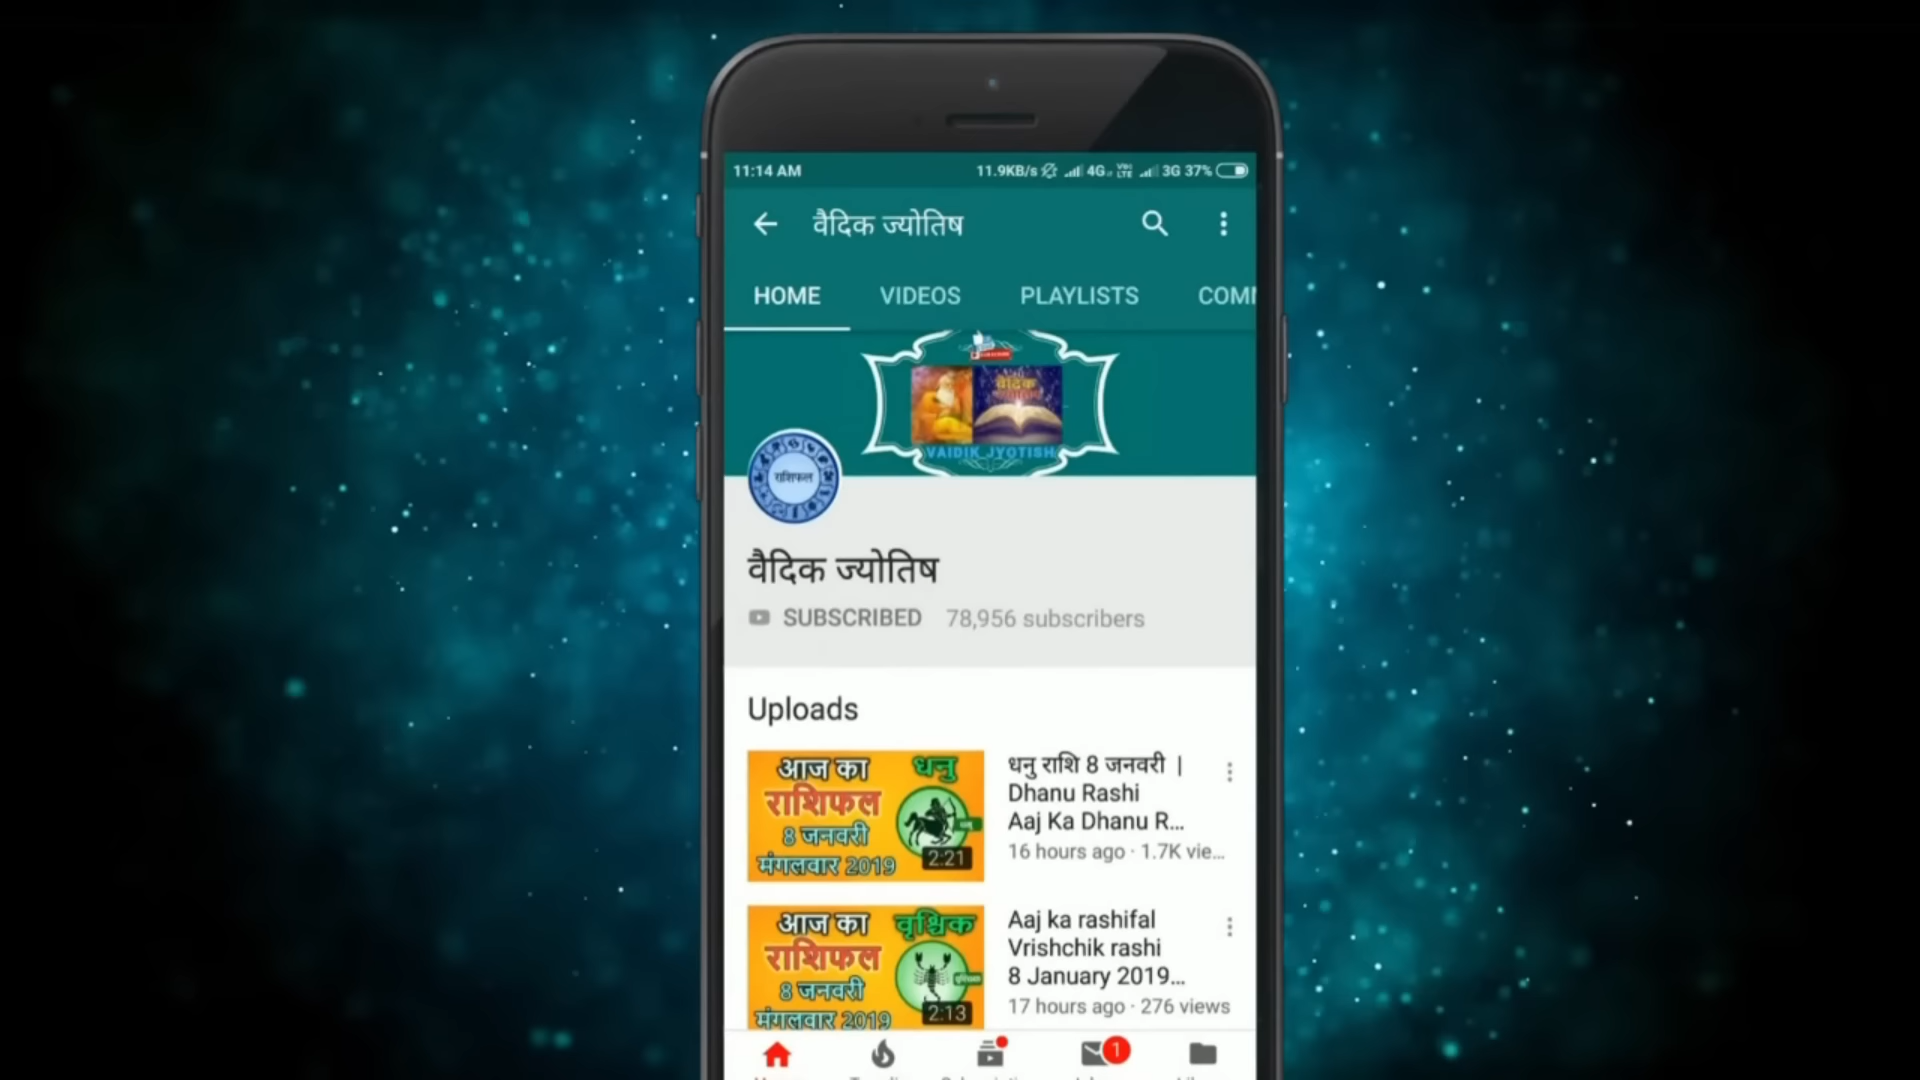 11:14 AM 11.9KB/s 4G VoLTE 3G 37%
वैदिक ज्योतिष
HOME VIDEOS PLAYLISTS COMM
वैदिक
VAIDIK JYOTISH
राशिफल
वैदिक ज्योतिष
SUBSCRIBED 78,956 subscribers
Uploads
आज का धनु
राशिफल
8 जनवरी
मंगलवार 2019
2:21
धनु राशि 8 जनवरी |
Dhanu Rashi
Aaj Ka Dhanu R...
16 hours ago · 1.7K vie...
आज का वृश्चिक
राशिफल
8 जनवरी
मंगलवार 2019
2:13
Aaj ka rashifal
Vrishchik rashi
8 January 2019...
17 hours ago · 276 views
1